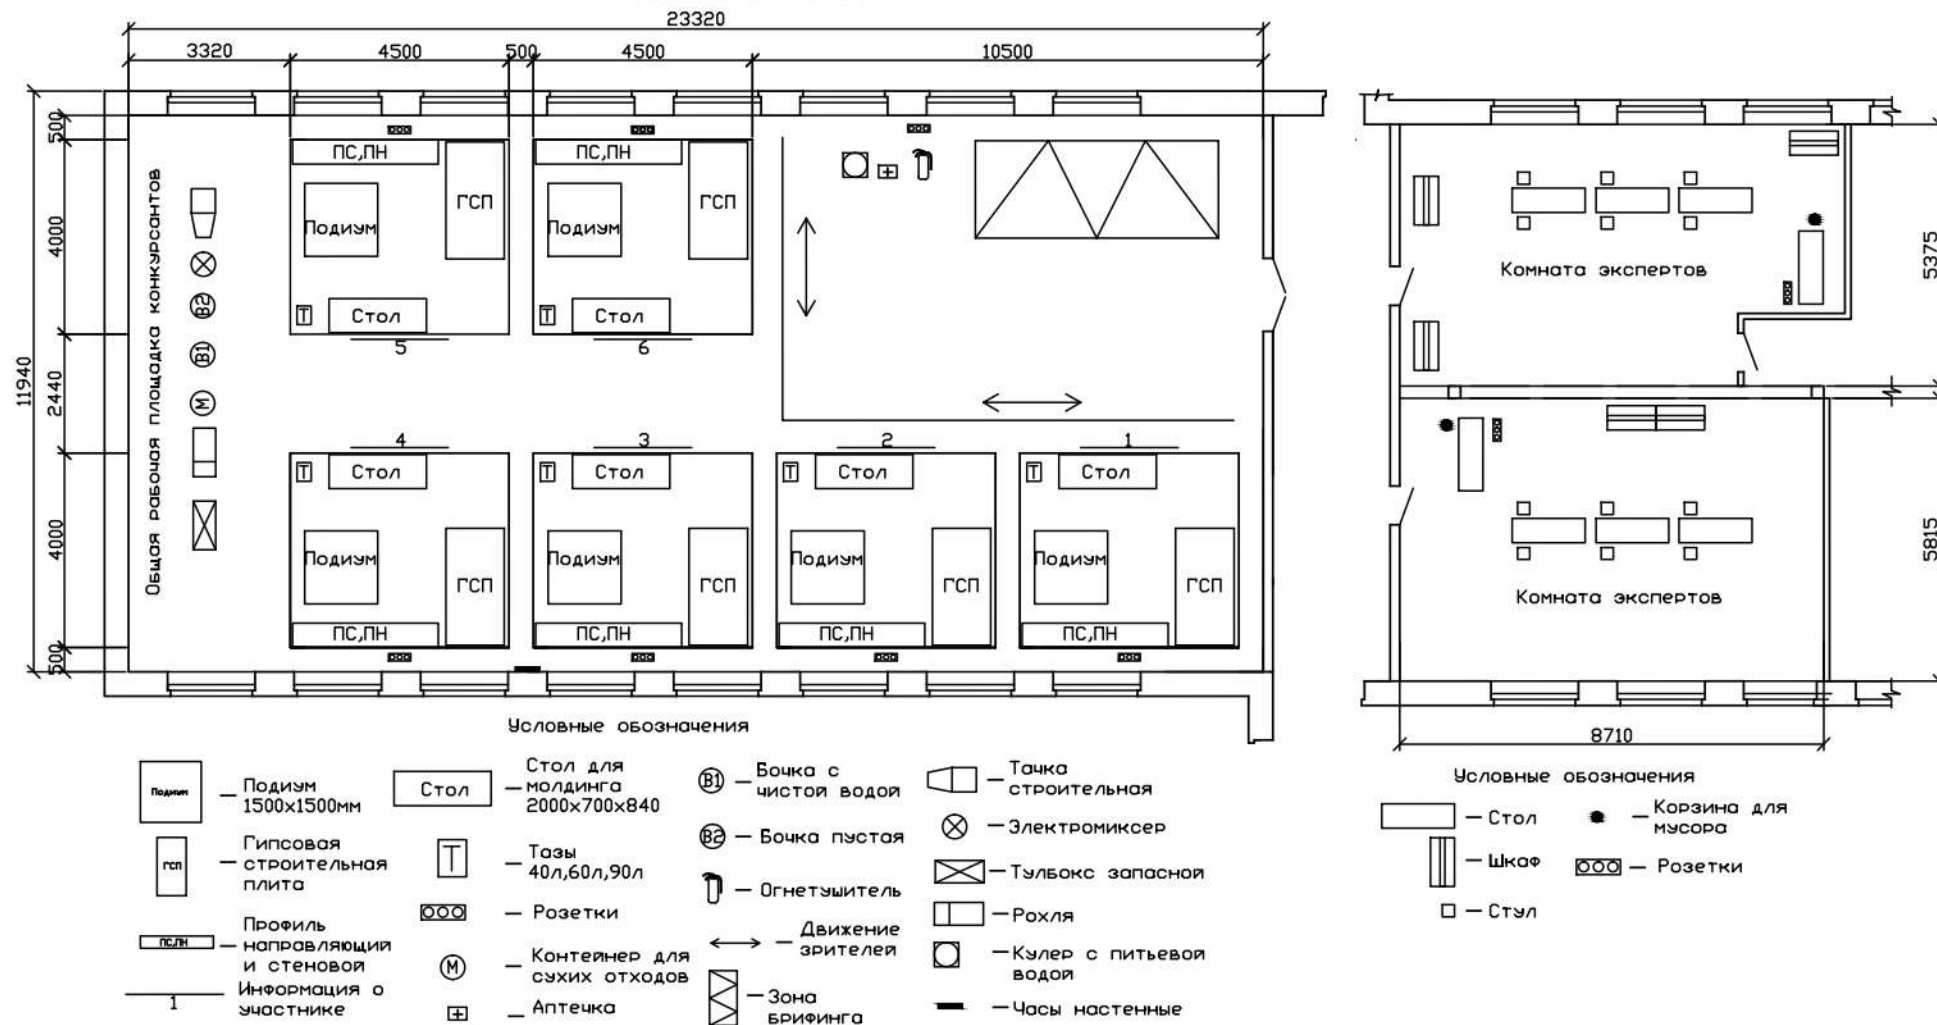 23320
3320
4500
500
4500
10500
500
4000
2440
11940
4000
500
Общая рабочая площадка конкурсантов
B2
B1
М
ПС,ПН
Подиум
ГСП
Т
Стол
5
ПС,ПН
Подиум
ГСП
Т
Стол
6
4
Т
Стол
Подиум
ГСП
ПС,ПН
3
Т
Стол
Подиум
ГСП
ПС,ПН
2
Т
Стол
Подиум
ГСП
ПС,ПН
1
Т
Стол
Подиум
ГСП
ПС,ПН
Комната экспертов
5375
Комната экспертов
5815
8710
Условные обозначения
Подиум
— Подиум
1500х1500мм
ГСП
— Гипсовая
строительная
плита
ПС,ПН
— Профиль
направляющий
и стеновой
1
Информация о
участнике
Стол
— Стол для
молдинга
2000х700х840
Т
— Тазы
40л,60л,90л
— Розетки
М
— Контейнер для
сухих отходов
— Аптечка
B1
— Бочка с
чистой водой
B2
— Бочка пустая
— Огнетушитель
— Движение
зрителей
— Зона
брифинга
— Тачка
строительная
— Электромиксер
— Тулбокс запасной
— Рохля
— Кулер с питьевой
водой
— Часы настенные
Условные обозначения
— Стол
— Шкаф
— Стул
— Корзина для
мусора
— Розетки